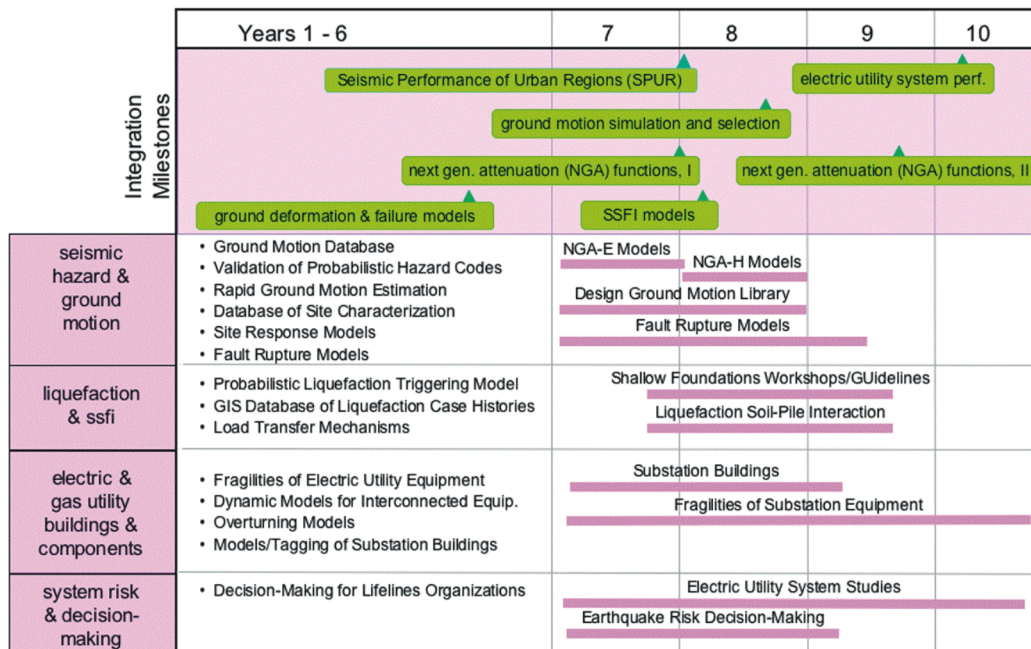 Years 1 - 6 7 8 9 10
Integration
Milestones
Seismic Performance of Urban Regions (SPUR)
electric utility system perf.
ground motion simulation and selection
next gen. attenuation (NGA) functions, I
next gen. attenuation (NGA) functions, II
ground deformation & failure models
SSFI models
seismic
hazard &
ground
motion
• Ground Motion Database
• Validation of Probabilistic Hazard Codes
• Rapid Ground Motion Estimation
• Database of Site Characterization
• Site Response Models
• Fault Rupture Models
NGA-E Models
NGA-H Models
Design Ground Motion Library
Fault Rupture Models
liquefaction
& ssfi
• Probabilistic Liquefaction Triggering Model
• GIS Database of Liquefaction Case Histories
• Load Transfer Mechanisms
Shallow Foundations Workshops/GUidelines
Liquefaction Soil-Pile Interaction
electric &
gas utility
buildings &
components
• Fragilities of Electric Utility Equipment
• Dynamic Models for Interconnected Equip.
• Overturning Models
• Models/Tagging of Substation Buildings
Substation Buildings
Fragilities of Substation Equipment
system risk
& decision-
making
• Decision-Making for Lifelines Organizations
Electric Utility System Studies
Earthquake Risk Decision-Making